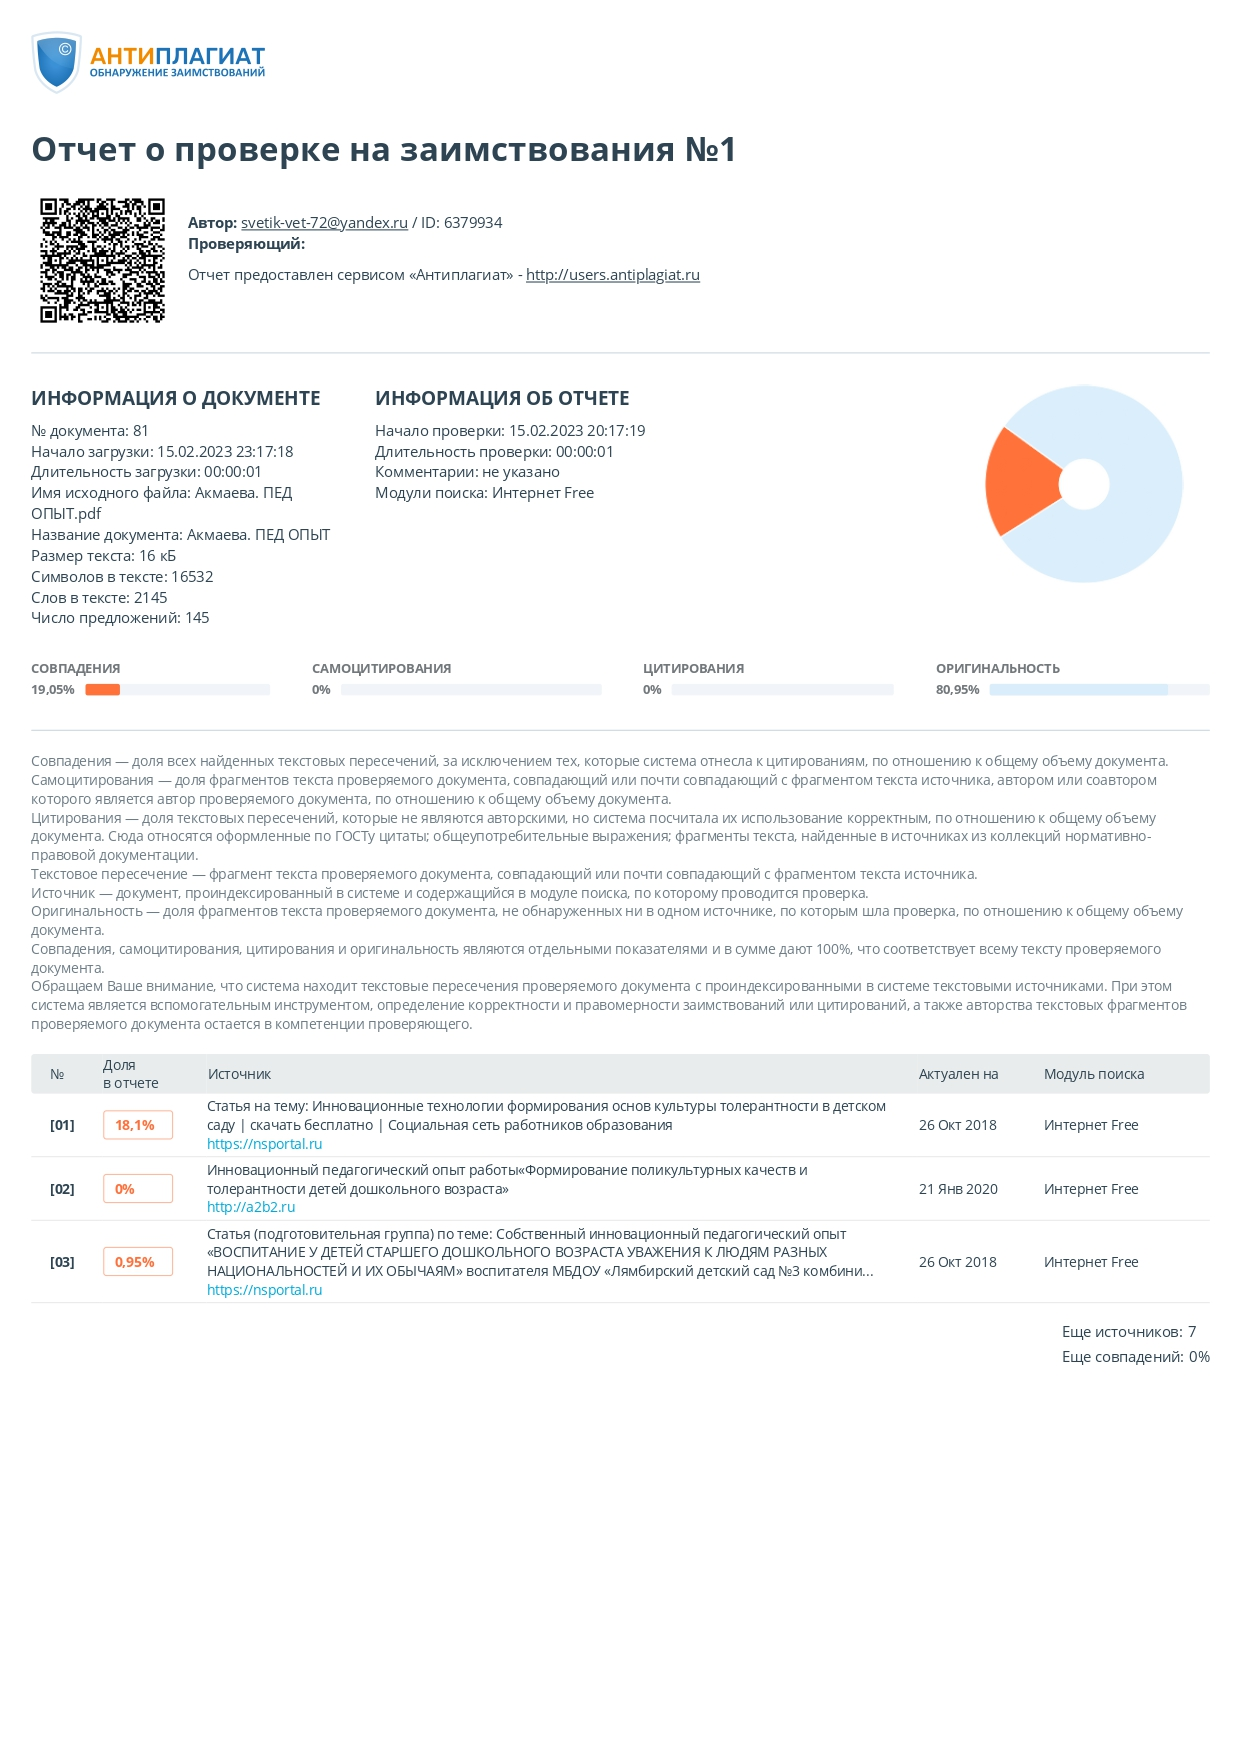 ©
АНТИПЛАГИАТ
ОБНАРУЖЕНИЕ ЗАИМСТВОВАНИЙ
Отчет о проверке на заимствования №1
Автор: svetik-vet-72@yandex.ru / ID: 6379934
Проверяющий:
Отчет предоставлен сервисом «Антиплагиат» - http://users.antiplagiat.ru
ИНФОРМАЦИЯ О ДОКУМЕНТЕ
№ документа: 81
Начало загрузки: 15.02.2023 23:17:18
Длительность загрузки: 00:00:01
Имя исходного файла: Акмаева. ПЕД
ОПЫТ.pdf
Название документа: Акмаева. ПЕД ОПЫТ
Размер текста: 16 кБ
Символов в тексте: 16532
Слов в тексте: 2145
Число предложений: 145
ИНФОРМАЦИЯ ОБ ОТЧЕТЕ
Начало проверки: 15.02.2023 20:17:19
Длительность проверки: 00:00:01
Комментарии: не указано
Модули поиска: Интернет Free
СОВПАДЕНИЯ
19,05%
САМОЦИТИРОВАНИЯ
0%
ЦИТИРОВАНИЯ
0%
ОРИГИНАЛЬНОСТЬ
80,95%
Совпадения — доля всех найденных текстовых пересечений, за исключением тех, которые система отнесла к цитированиям, по отношению к общему объему документа.
Самоцитирования — доля фрагментов текста проверяемого документа, совпадающий или почти совпадающий с фрагментом текста источника, автором или соавтором
которого является автор проверяемого документа, по отношению к общему объему документа.
Цитирования — доля текстовых пересечений, которые не являются авторскими, но система посчитала их использование корректным, по отношению к общему объему
документа. Сюда относятся оформленные по ГОСТу цитаты; общеупотребительные выражения; фрагменты текста, найденные в источниках из коллекций нормативно-
правовой документации.
Текстовое пересечение — фрагмент текста проверяемого документа, совпадающий или почти совпадающий с фрагментом текста источника.
Источник — документ, проиндексированный в системе и содержащийся в модуле поиска, по которому проводится проверка.
Оригинальность — доля фрагментов текста проверяемого документа, не обнаруженных ни в одном источнике, по которым шла проверка, по отношению к общему объему
документа.
Совпадения, самоцитирования, цитирования и оригинальность являются отдельными показателями и в сумме дают 100%, что соответствует всему тексту проверяемого
документа.
Обращаем Ваше внимание, что система находит текстовые пересечения проверяемого документа с проиндексированными в системе текстовыми источниками. При этом
система является вспомогательным инструментом, определение корректности и правомерности заимствований или цитирований, а также авторства текстовых фрагментов
проверяемого документа остается в компетенции проверяющего.
№ Доля Источник Актуален на Модуль поиска
в отчете
Статья на тему: Инновационные технологии формирования основ культуры толерантности в детском
[01] 18,1% саду | скачать бесплатно | Социальная сеть работников образования 26 Окт 2018 Интернет Free
https://nsportal.ru
Инновационный педагогический опыт работы«Формирование поликультурных качеств и
[02] 0% толерантности детей дошкольного возраста» 21 Янв 2020 Интернет Free
http://a2b2.ru
Статья (подготовительная группа) по теме: Собственный инновационный педагогический опыт
«ВОСПИТАНИЕ У ДЕТЕЙ СТАРШЕГО ДОШКОЛЬНОГО ВОЗРАСТА УВАЖЕНИЯ К ЛЮДЯМ РАЗНЫХ
[03] 0,95% НАЦИОНАЛЬНОСТЕЙ И ИХ ОБЫЧАЯМ» воспитателя МБДОУ «Лямбирский детский сад №3 комбини... 26 Окт 2018 Интернет Free
https://nsportal.ru
Еще источников: 7
Еще совпадений: 0%